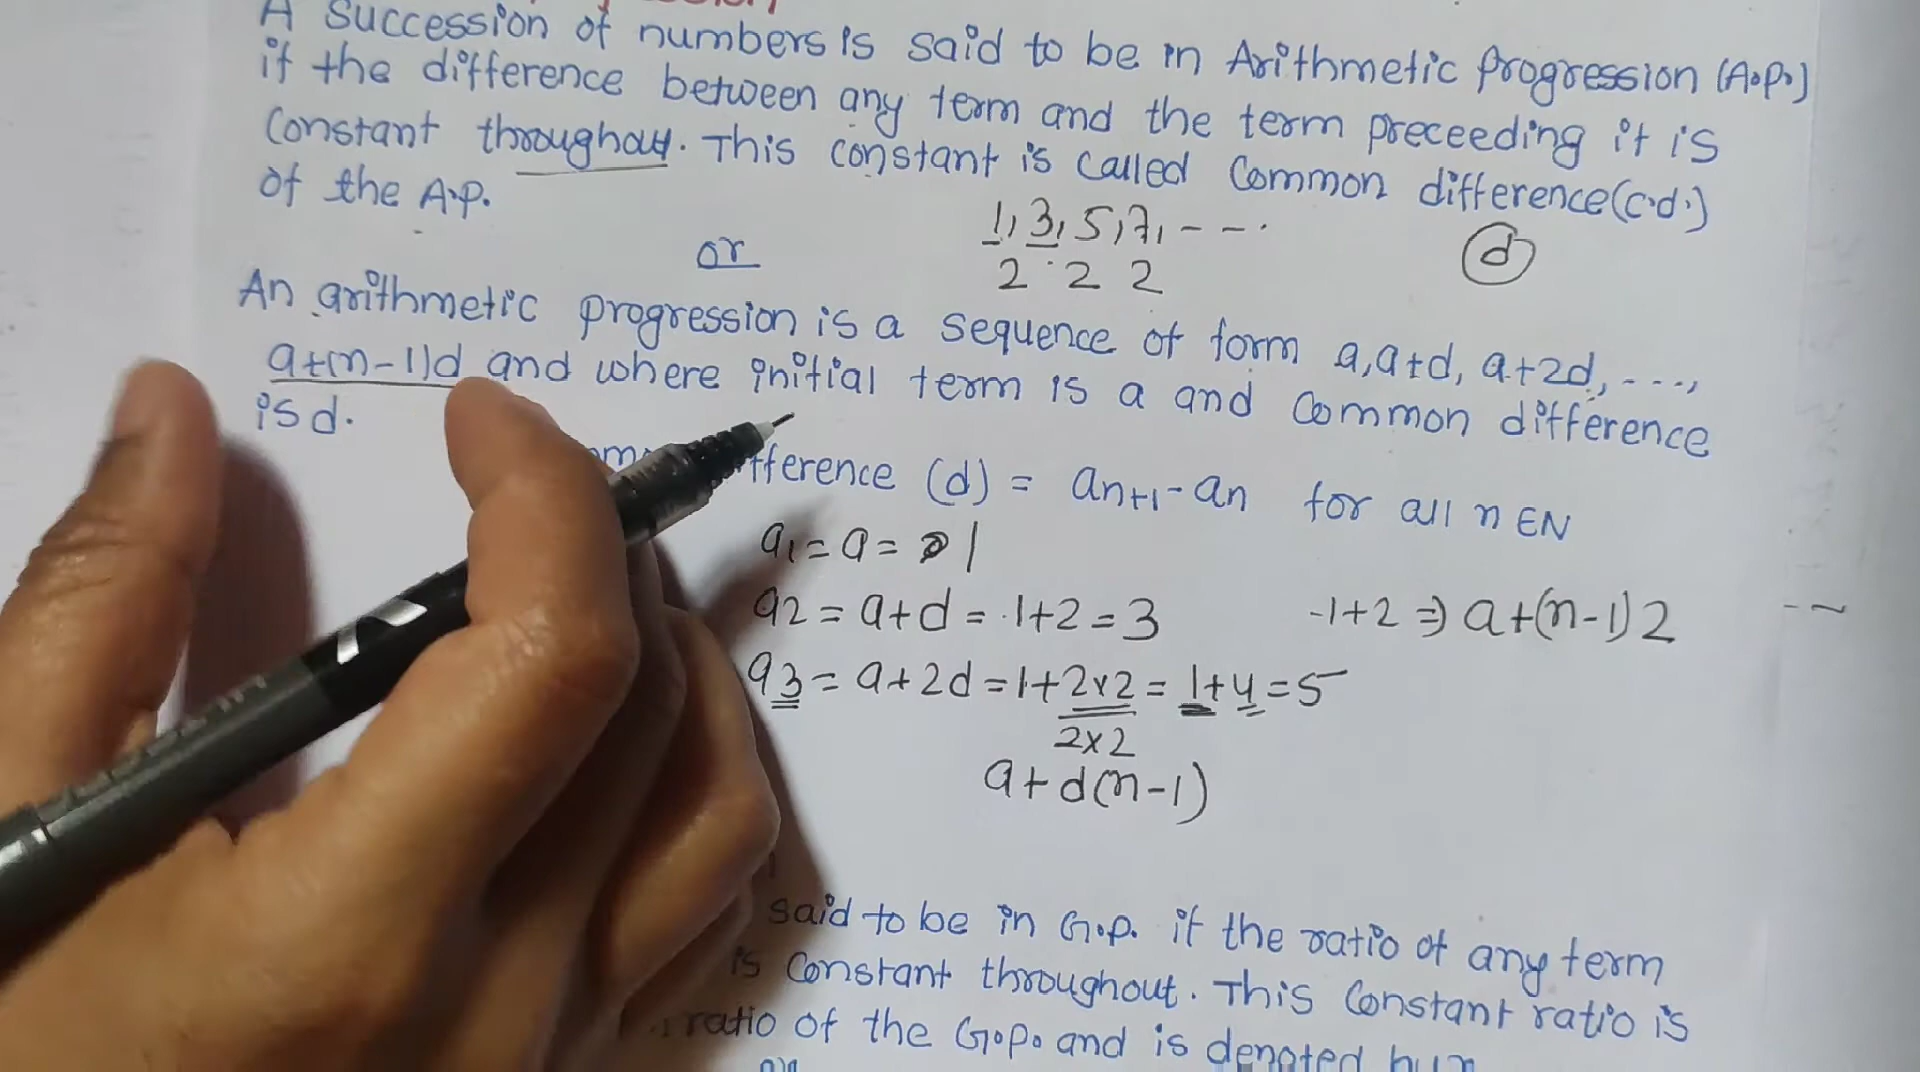 A Succession of numbers is said to be in Arithmetic Progression (A.P.)
if the difference between any term and the term preceeding it is
Constant throughout. This constant is called Common difference (c.d.)
of the A.P.
1, 3, 5, 7, - - - .
2 2 2
d
or
An arithmetic progression is a sequence of form a, a+d, a+2d, - - - -,
a+(n-1)d and where initial term is a and Common difference
is d.
fference (d) = an+1 - an for all n ∈ N
a1 = a = 1
a2 = a+d = 1+2 = 3 -1+2 ⇒ a+(n-1)2
a3 = a+2d = 1+2×2 = 1+4 = 5
2×2
a+d(n-1)
said to be in G.P. if the ratio of any term
is Constant throughout. This Constant ratio is
ratio of the G.P. and is denoted by